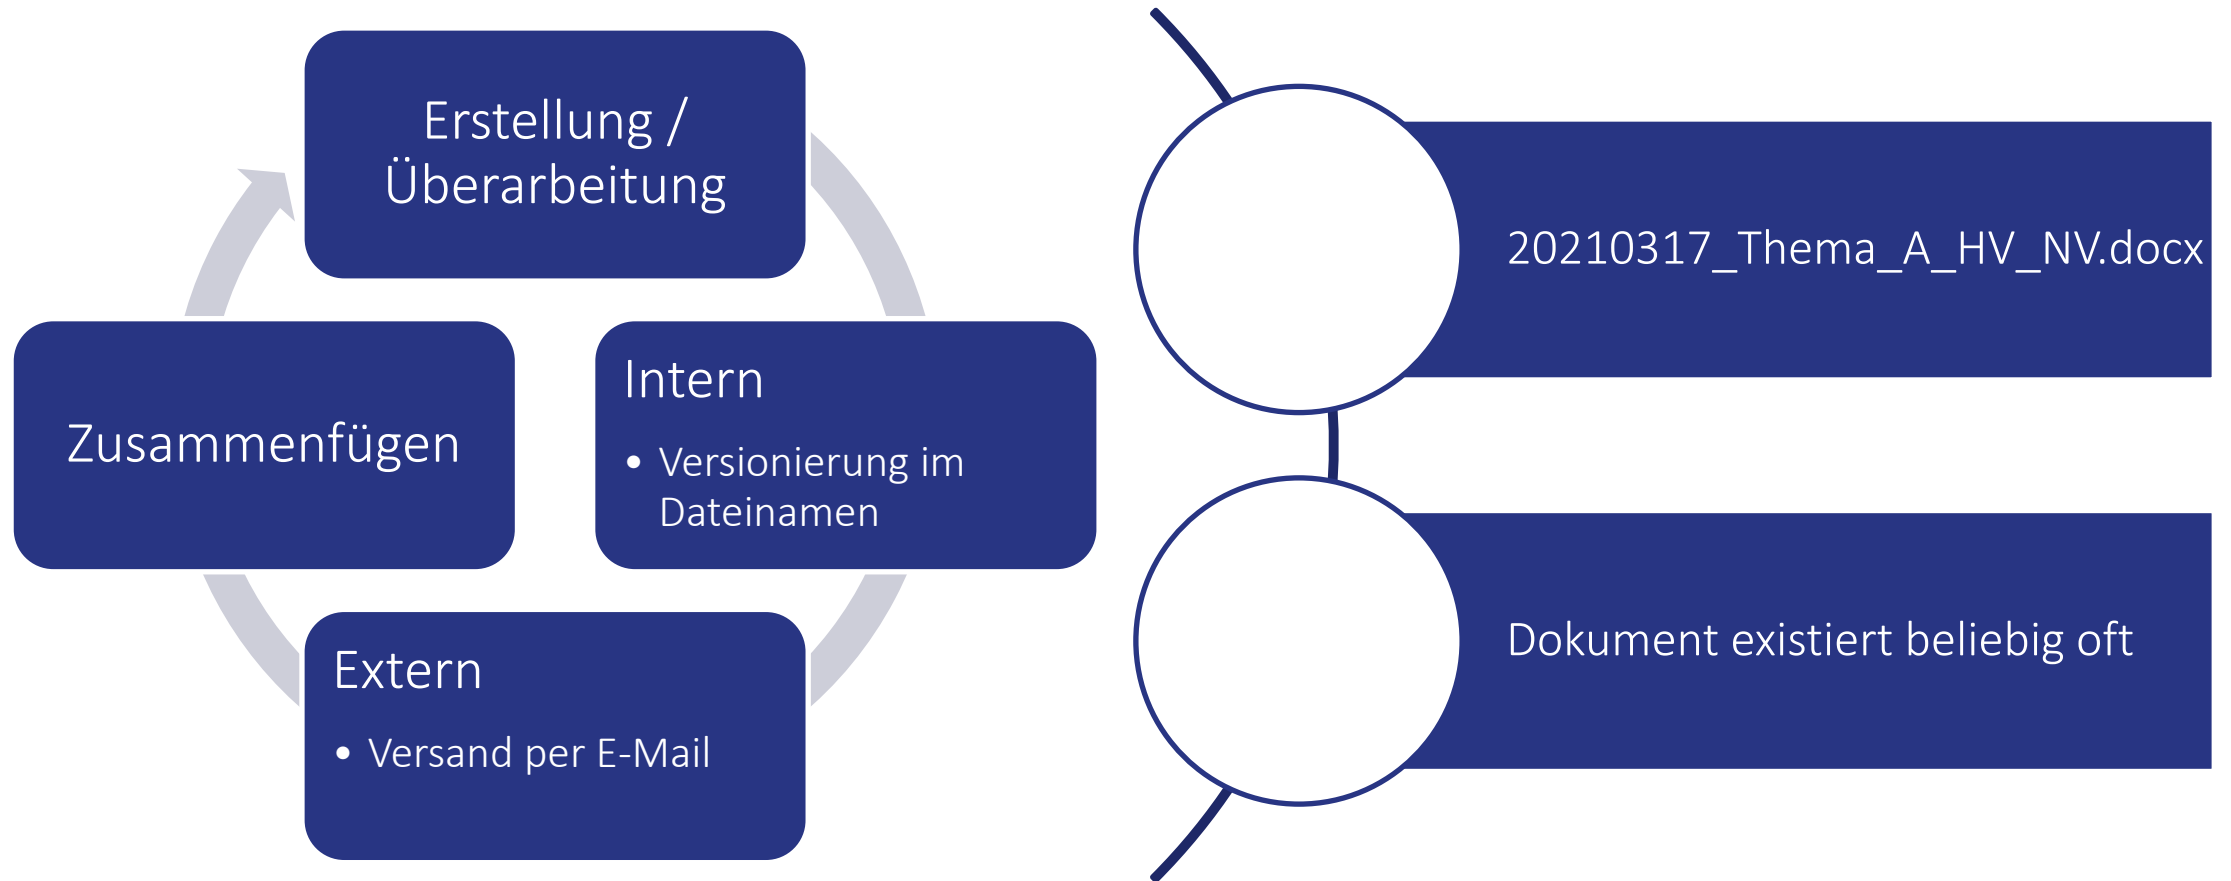 Erstellung /
Überarbeitung
Intern
• Versionierung im
Dateinamen
Extern
• Versand per E-Mail
Zusammenfügen
20210317_Thema_A_HV_NV.docx
Dokument existiert beliebig oft